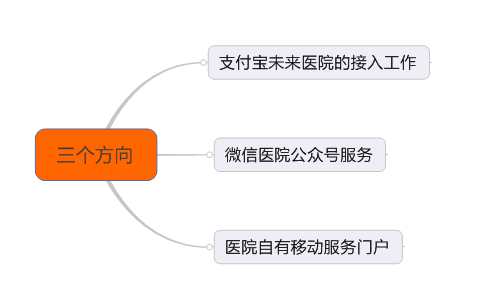 支付宝未来医院的接入工作
三个方向
微信医院公众号服务
医院自有移动服务门户